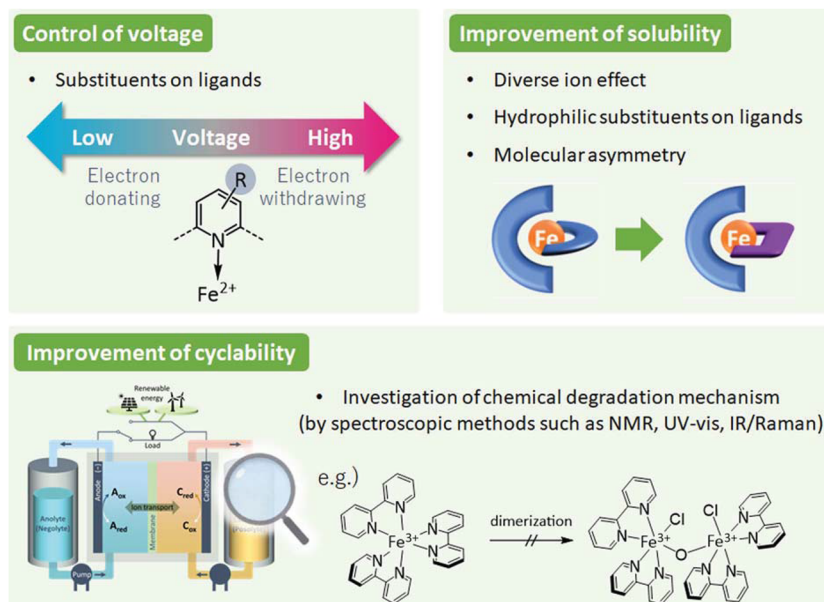 Control of voltage
• Substituents on ligands
Low Voltage High
Electron donating
Electron withdrawing
R
N
Fe2+
Improvement of solubility
• Diverse ion effect
• Hydrophilic substituents on ligands
• Molecular asymmetry
Fe
Fe
Improvement of cyclability
Renewable
energy
Load
Anode (-)
Cathode (+)
Anolyte
(Negolyte)
Aox
Ared
Ion transport
Membrane
Cred
Cox
Pump
• Investigation of chemical degradation mechanism
(by spectroscopic methods such as NMR, UV-vis, IR/Raman)
e.g.)
N
N
N
Fe3+
N
N
N
dimerization
Cl
Cl
N
N
Fe3+
O
Fe3+
N
N
N
N
N
N